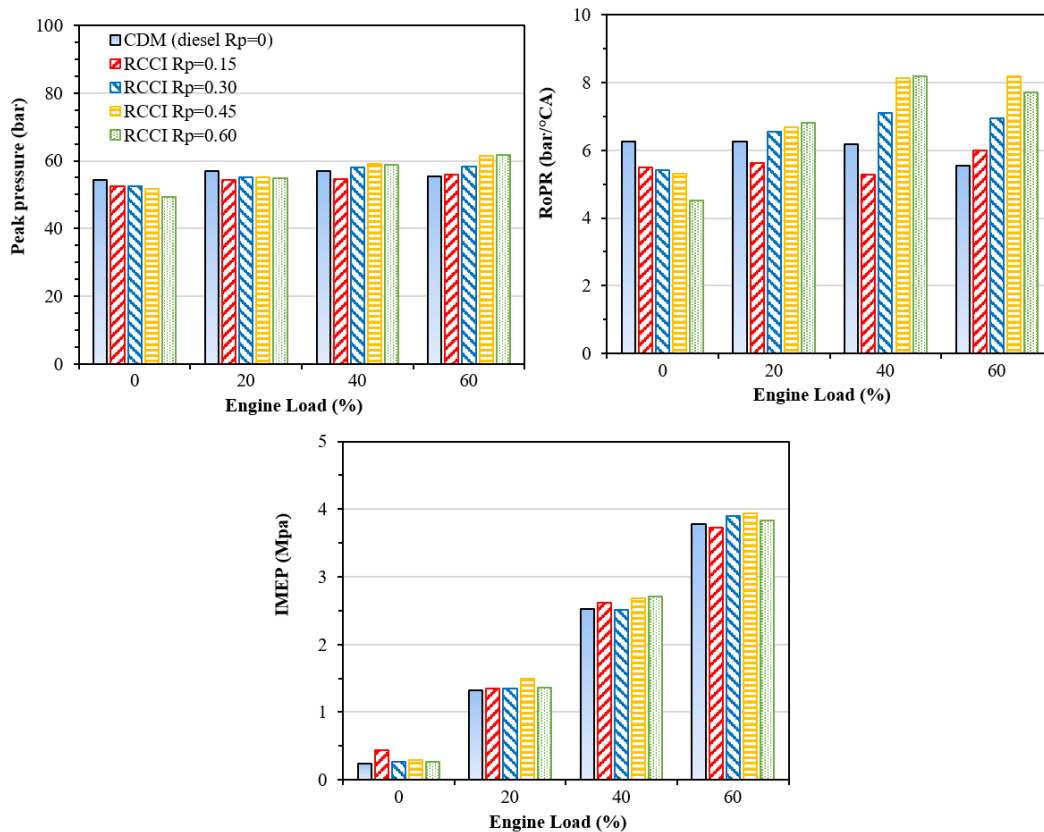 100
80
60
40
20
0
Peak pressure (bar)
CDM (diesel Rp=0)
RCCI Rp=0.15
RCCI Rp=0.30
RCCI Rp=0.45
RCCI Rp=0.60
0 20 40 60
Engine Load (%)
10
8
6
4
2
0
RoPR (bar/°CA)
0 20 40 60
Engine Load (%)
5
4
3
2
1
0
IMEP (Mpa)
0 20 40 60
Engine Load (%)